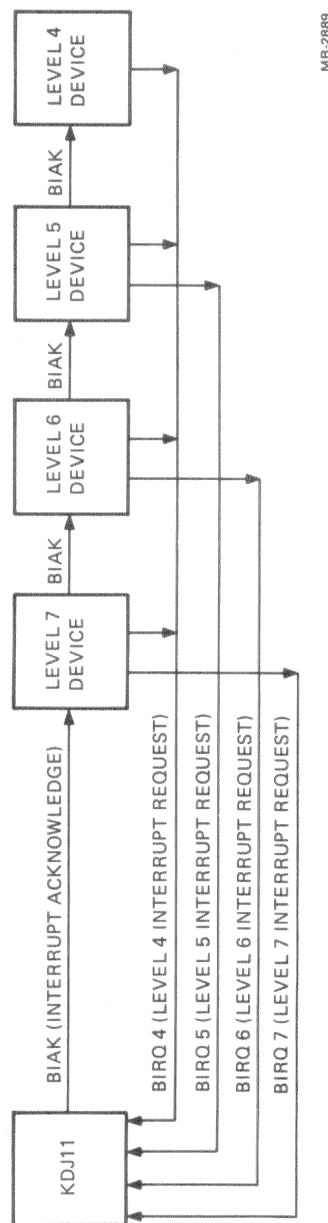 KDJ11
BIAK (INTERRUPT ACKNOWLEDGE)
LEVEL 7
DEVICE
BIAK
LEVEL 6
DEVICE
BIAK
LEVEL 5
DEVICE
BIAK
LEVEL 4
DEVICE
BIRQ 4 (LEVEL 4 INTERRUPT REQUEST)
BIRQ 5 (LEVEL 5 INTERRUPT REQUEST)
BIRQ 6 (LEVEL 6 INTERRUPT REQUEST)
BIRQ 7 (LEVEL 7 INTERRUPT REQUEST)
MR-2889